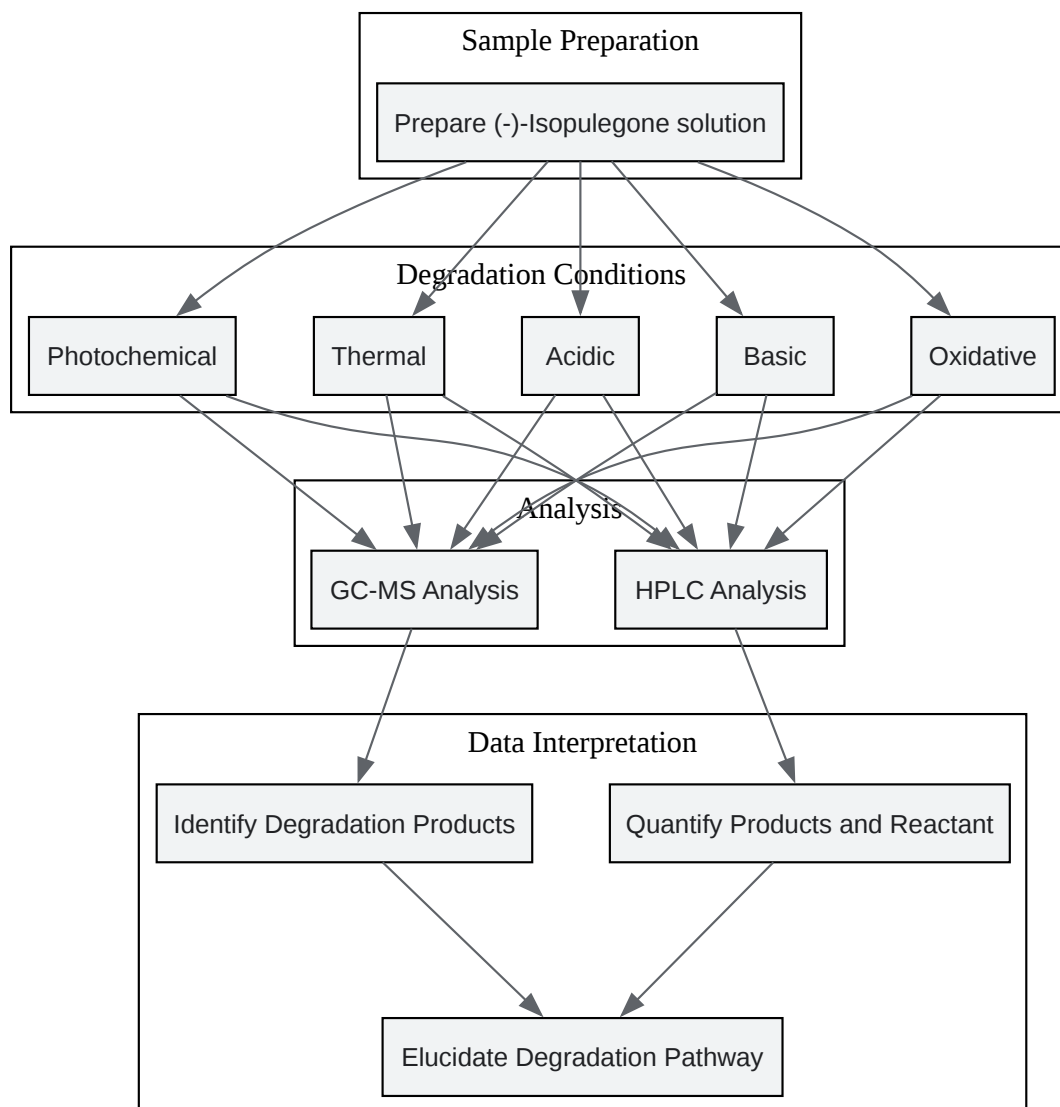 Sample Preparation
Prepare (-)-Isopulegone solution
Degradation Conditions
Photochemical
Thermal
Acidic
Basic
Oxidative
Analysis
GC-MS Analysis
HPLC Analysis
Data Interpretation
Identify Degradation Products
Quantify Products and Reactant
Elucidate Degradation Pathway